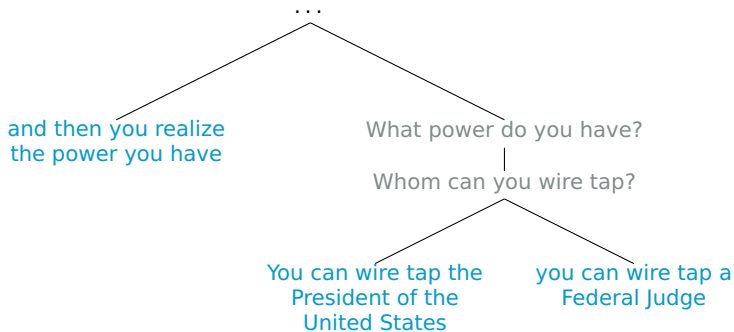 ...
and then you realize
the power you have
What power do you have?
Whom can you wire tap?
You can wire tap the
President of the
United States
you can wire tap a
Federal Judge